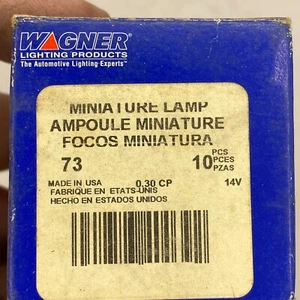 WAGNER
LIGHTING PRODUCTS
The Automotive Lighting Experts™
MINIATURE LAMP
AMPOULE MINIATURE
FOCOS MINIATURA
73 10 PCS PCES PZAS
MADE IN USA 0.30 CP 14V
FABRIQUE EN ETATS-UNIS
HECHO EN ESTADOS UNIDOS